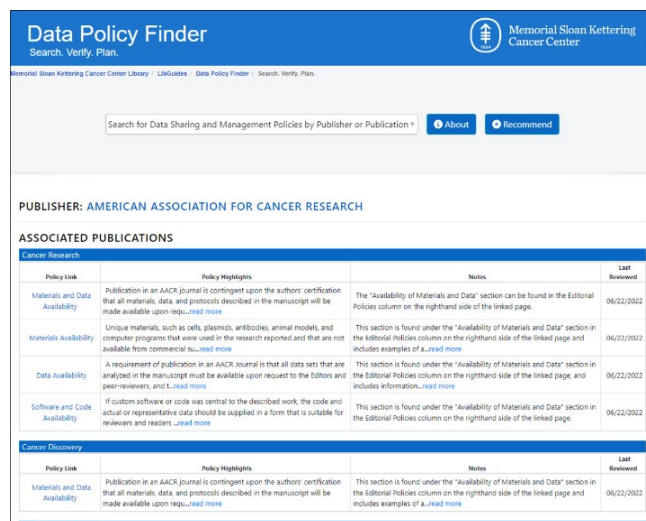 Data Policy Finder
Search. Verify. Plan.
Memorial Sloan Kettering
Cancer Center
Memorial Sloan Kettering Cancer Center Library / LibGuides / Data Policy Finder / Search. Verify. Plan.
Search for Data Sharing and Management Policies by Publisher or Publication
About
Recommend
PUBLISHER: AMERICAN ASSOCIATION FOR CANCER RESEARCH
ASSOCIATED PUBLICATIONS
Cancer Research
Policy Link Policy Highlights Notes Last Reviewed
Materials and Data Availability
Publication in an AACR journal is contingent upon the authors' certification
that all materials, data, and protocols described in the manuscript will be
made available upon requ...read more
The "Availability of Materials and Data" section can be found in the Editorial
Policies column on the righthand side of the linked page.
06/22/2022
Materials Availability
Unique materials, such as cells, plasmids, antibodies, animal models, and
computer programs that were used in the research reported and that are not
available from commercial su...read more
This section is found under the "Availability of Materials and Data" section in
the Editorial Policies column on the righthand side of the linked page and
includes examples of a...read more
06/22/2022
Data Availability
A requirement of publication in an AACR Journal is that all data sets that are
analyzed in the manuscript must be available upon request to the Editors and
peer-reviewers, and t...read more
This section is found under the "Availability of Materials and Data" section in
the Editorial Policies column on the righthand side of the linked page, and
includes information...read more
06/22/2022
Software and Code
Availability
If custom software or code was central to the described work, the code and
actual or representative data should be supplied in a form that is suitable for
reviewers and readers ...read more
This section is found under the "Availability of Materials and Data" section in
the Editorial Policies column on the righthand side of the linked page.
06/22/2022
Cancer Discovery
Policy Link Policy Highlights Notes Last Reviewed
Materials and Data
Availability
Publication in an AACR journal is contingent upon the authors' certification
that all materials, data, and protocols described in the manuscript will be
made available upon requ...read more
This section is found under the "Availability of Materials and Data" section in
the Editorial Policies column on the righthand side of the linked page and
includes examples of a...read more
06/22/2022